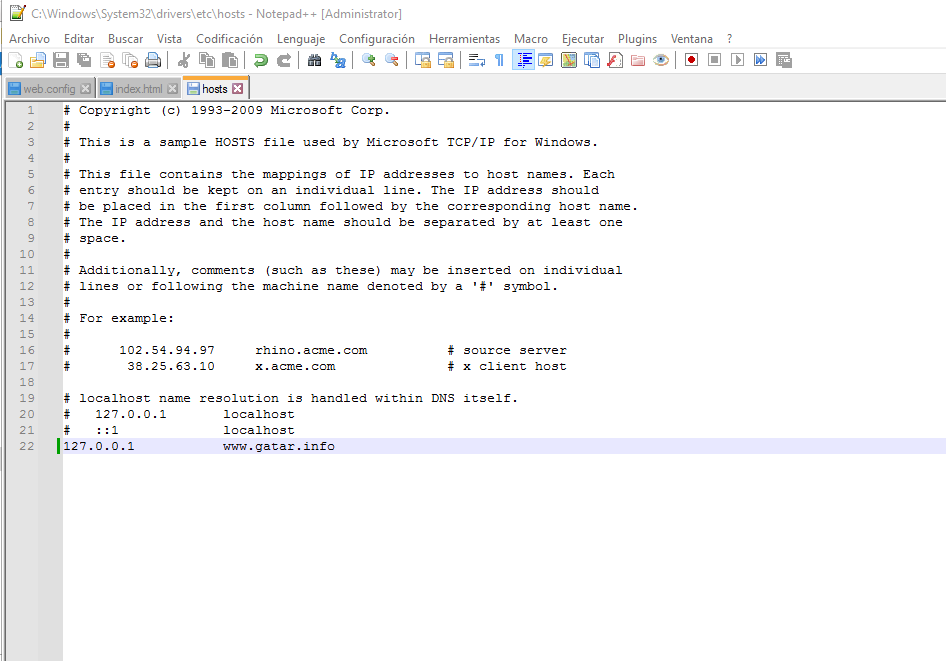 C:\Windows\System32\drivers\etc\hosts - Notepad++ [Administrator]
Archivo Editar Buscar Vista Codificación Lenguaje Configuración Herramientas Macro Ejecutar Plugins Ventana ?
web.config index.html hosts
1 # Copyright (c) 1993-2009 Microsoft Corp.
2 #
3 # This is a sample HOSTS file used by Microsoft TCP/IP for Windows.
4 #
5 # This file contains the mappings of IP addresses to host names. Each
6 # entry should be kept on an individual line. The IP address should
7 # be placed in the first column followed by the corresponding host name.
8 # The IP address and the host name should be separated by at least one
9 # space.
10 #
11 # Additionally, comments (such as these) may be inserted on individual
12 # lines or following the machine name denoted by a '#' symbol.
13 #
14 # For example:
15 #
16 # 102.54.94.97 rhino.acme.com # source server
17 # 38.25.63.10 x.acme.com # x client host
18
19 # localhost name resolution is handled within DNS itself.
20 # 127.0.0.1 localhost
21 # ::1 localhost
22 127.0.0.1 www.gatar.info